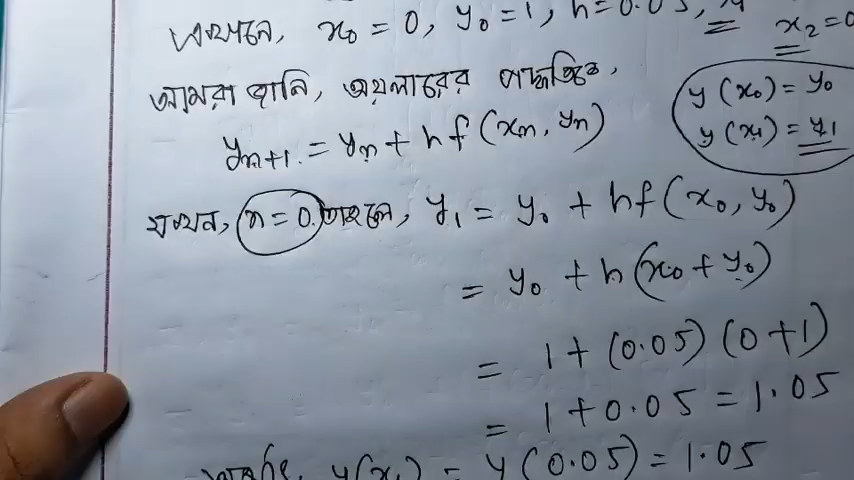 এখানে, x₀ = 0, y₀ = 1, h = 0.05,
x₂ = 0
আমরা জানি, অয়লারের পদ্ধতিতে,
y(x₀) = y₀
y(x₁) = y₁
yₙ₊₁ = yₙ + hf(xₙ, yₙ)
যখন, n = 0 তাহলে, y₁ = y₀ + hf(x₀, y₀)
= y₀ + h(x₀ + y₀)
= 1 + (0.05) (0+1)
= 1 + 0.05 = 1.05
অর্থাৎ, y(x₁) = y(0.05) = 1.05